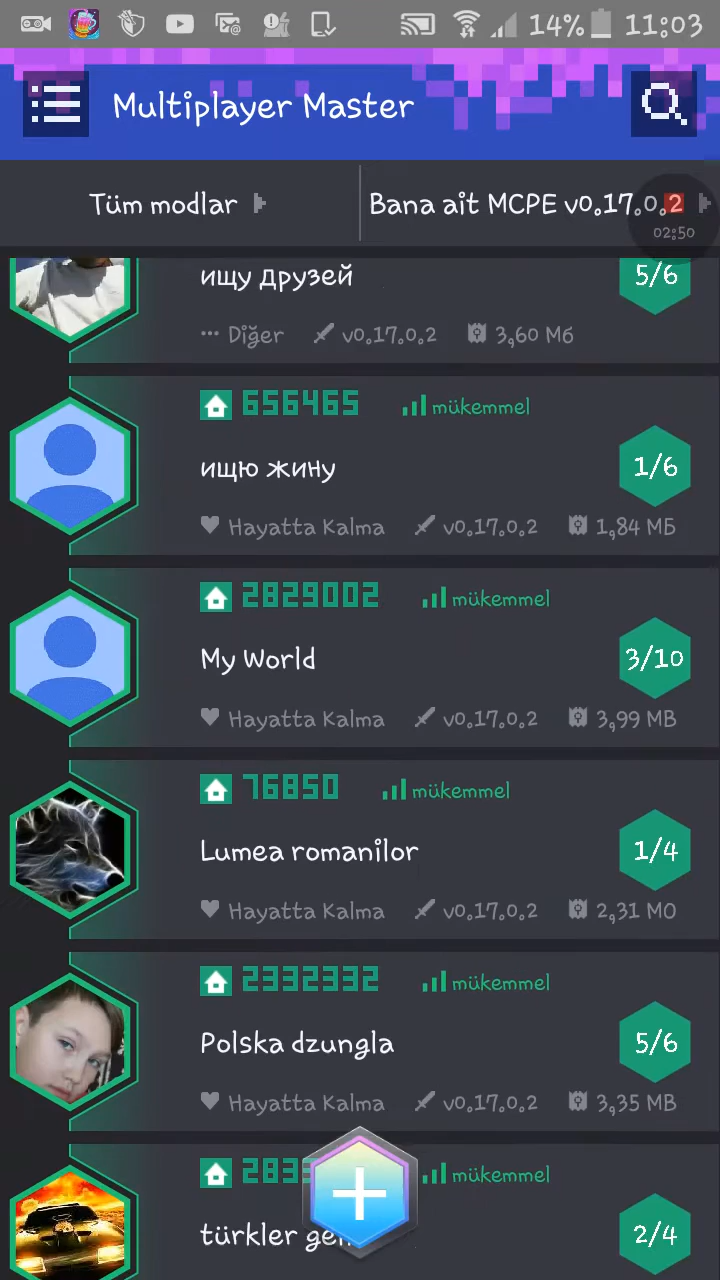 14% 11:03
Multiplayer Master
Tüm modlar Bana ait MCPE v0.17.0.2
02:50
ищу друзей 5/6
Diğer v0.17.0.2 3,60 Мб
656465 mükemmel
ищю жину 1/6
Hayatta Kalma v0.17.0.2 1,84 МБ
2829002 mükemmel
My World 3/10
Hayatta Kalma v0.17.0.2 3,99 MB
76850 mükemmel
Lumea romanilor 1/4
Hayatta Kalma v0.17.0.2 2,31 MO
2332332 mükemmel
Polska dzungla 5/6
Hayatta Kalma v0.17.0.2 3,35 MB
mükemmel
türkler 2/4